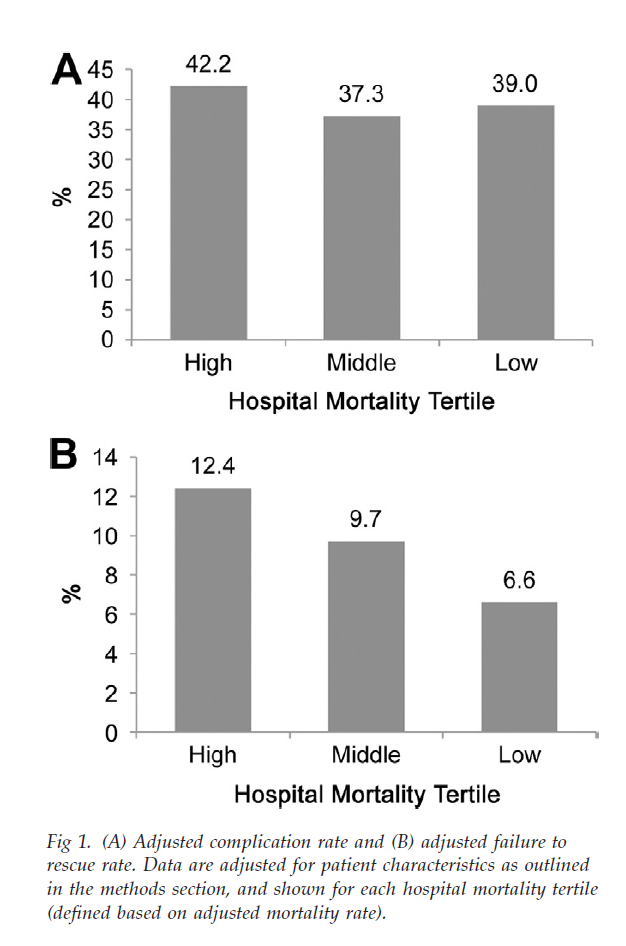 A
45
40
35
30
25
20
15
10
5
0
%
42.2
37.3
39.0
High Middle Low
Hospital Mortality Tertile
B
14
12
10
8
6
4
2
0
%
12.4
9.7
6.6
High Middle Low
Hospital Mortality Tertile
Fig 1. (A) Adjusted complication rate and (B) adjusted failure to
rescue rate. Data are adjusted for patient characteristics as outlined
in the methods section, and shown for each hospital mortality tertile
(defined based on adjusted mortality rate).